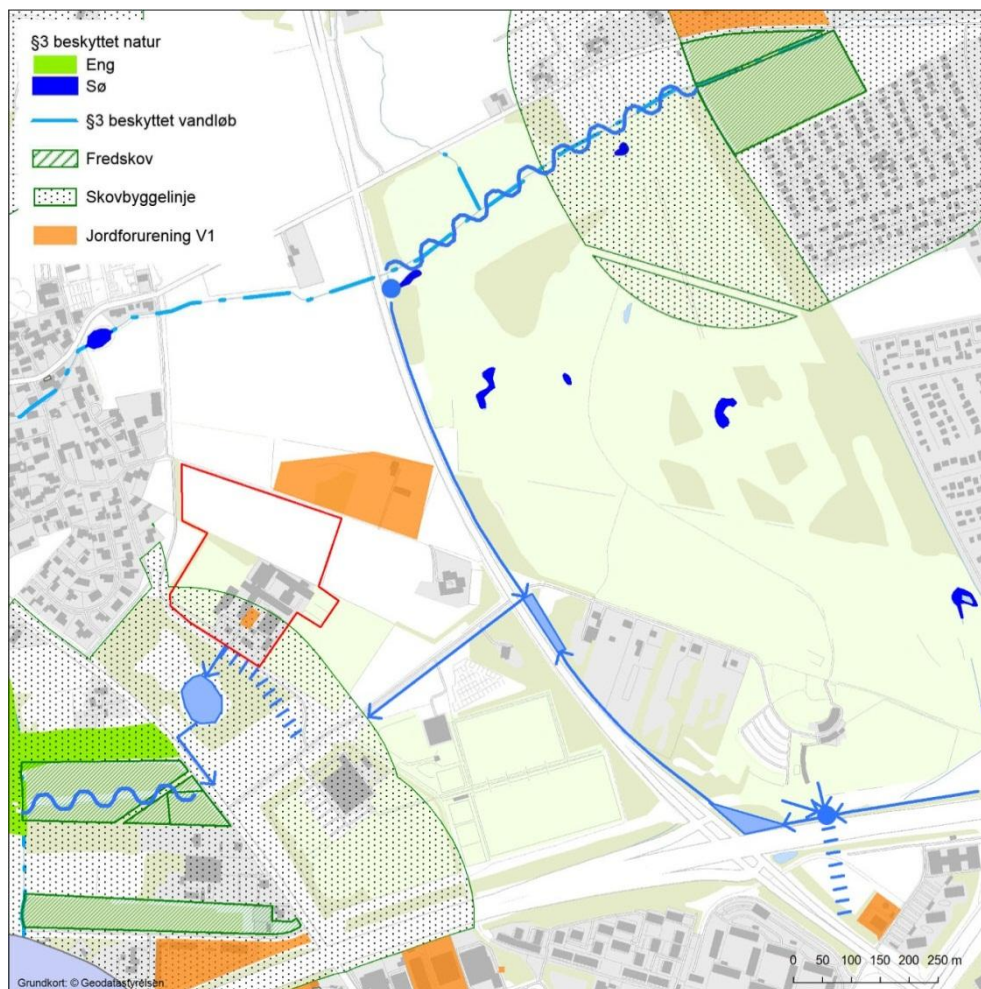 §3 beskyttet natur
Eng
Sø
§3 beskyttet vandløb
Fredskov
Skovbyggelinje
Jordforurening V1
0 50 100 150 200 250 m
Grundkort: © Geodatastyrelsen